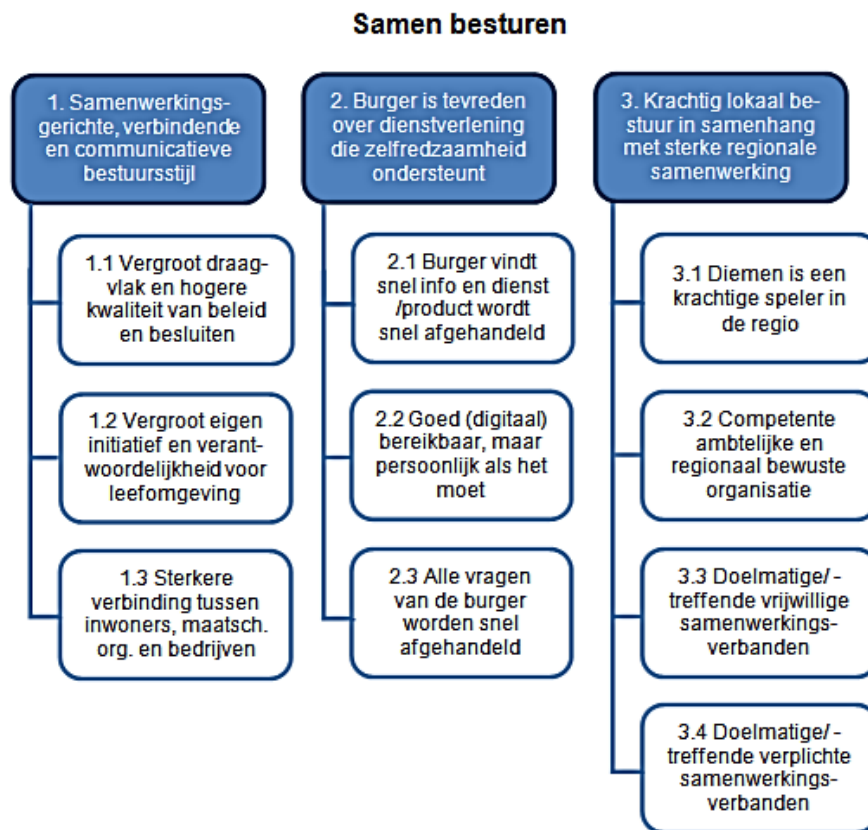 Samen besturen
1. Samenwerkings-
gerichte, verbindende
en communicatieve
bestuursstijl
1.1 Vergroot draag-
vlak en hogere
kwaliteit van beleid
en besluiten
1.2 Vergroot eigen
initiatief en verant-
woordelijkheid voor
leefomgeving
1.3 Sterkere
verbinding tussen
inwoners, maatsch.
org. en bedrijven
2. Burger is tevreden
over dienstverlening
die zelfredzaamheid
ondersteunt
2.1 Burger vindt
snel info en dienst
/product wordt
snel afgehandeld
2.2 Goed (digitaal)
bereikbaar, maar
persoonlijk als het
moet
2.3 Alle vragen
van de burger
worden snel
afgehandeld
3. Krachtig lokaal be-
stuur in samenhang
met sterke regionale
samenwerking
3.1 Diemen is een
krachtige speler in
de regio
3.2 Competente
ambtelijke en
regionaal bewuste
organisatie
3.3 Doelmatige/ -
treffende vrijwillige
samenwerkings-
verbanden
3.4 Doelmatige/ -
treffende verplichte
samenwerkings-
verbanden